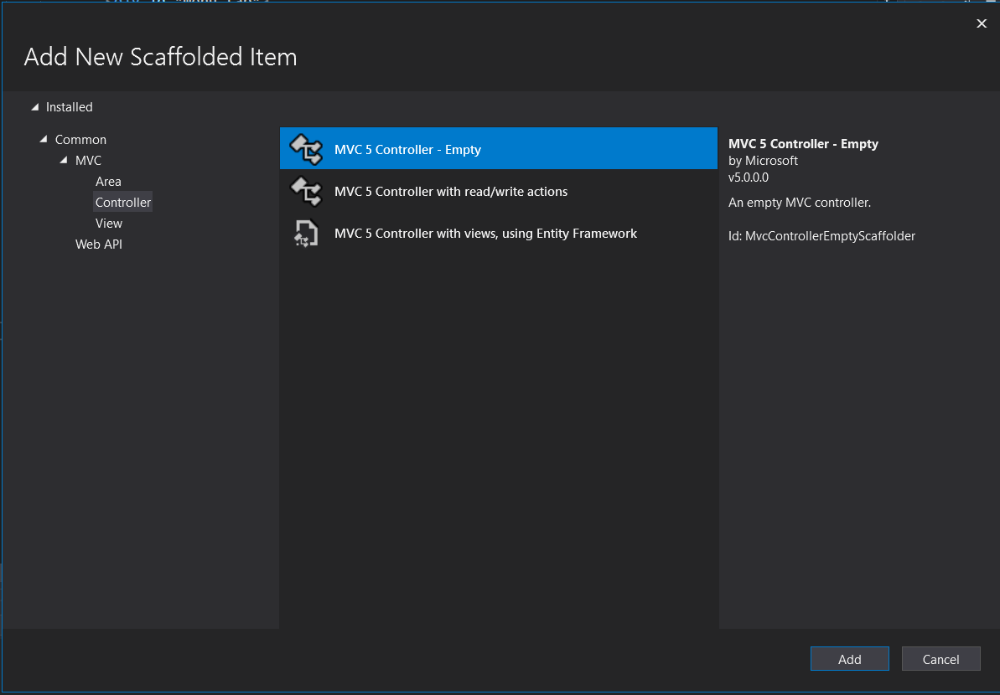 Add New Scaffolded Item
Installed
Common
MVC
Area
Controller
View
Web API
MVC 5 Controller - Empty
MVC 5 Controller with read/write actions
MVC 5 Controller with views, using Entity Framework
MVC 5 Controller - Empty
by Microsoft
v5.0.0.0
An empty MVC controller.
Id: MvcControllerEmptyScaffolder
Add
Cancel